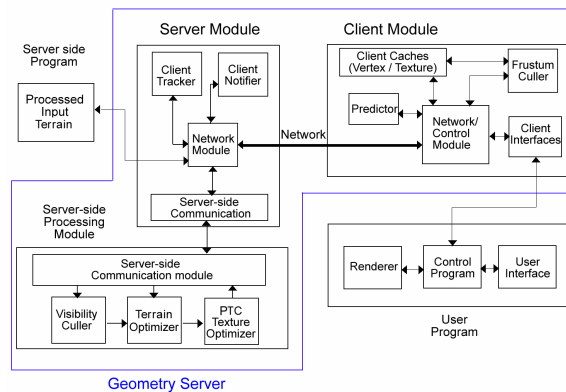 Server Module
Client Module
Server side
Program
Processed
Input
Terrain
Client
Tracker
Client
Notifier
Network
Module
Server-side
Communication
Network
Client Caches
(Vertex / Texture)
Frustum
Culler
Predictor
Network/
Control
Module
Client
Interfaces
Server-side
Processing
Module
Server-side
Communication module
Visibility
Culler
Terrain
Optimizer
PTC
Texture
Optimizer
Renderer
Control
Program
User
Interface
User
Program
Geometry Server